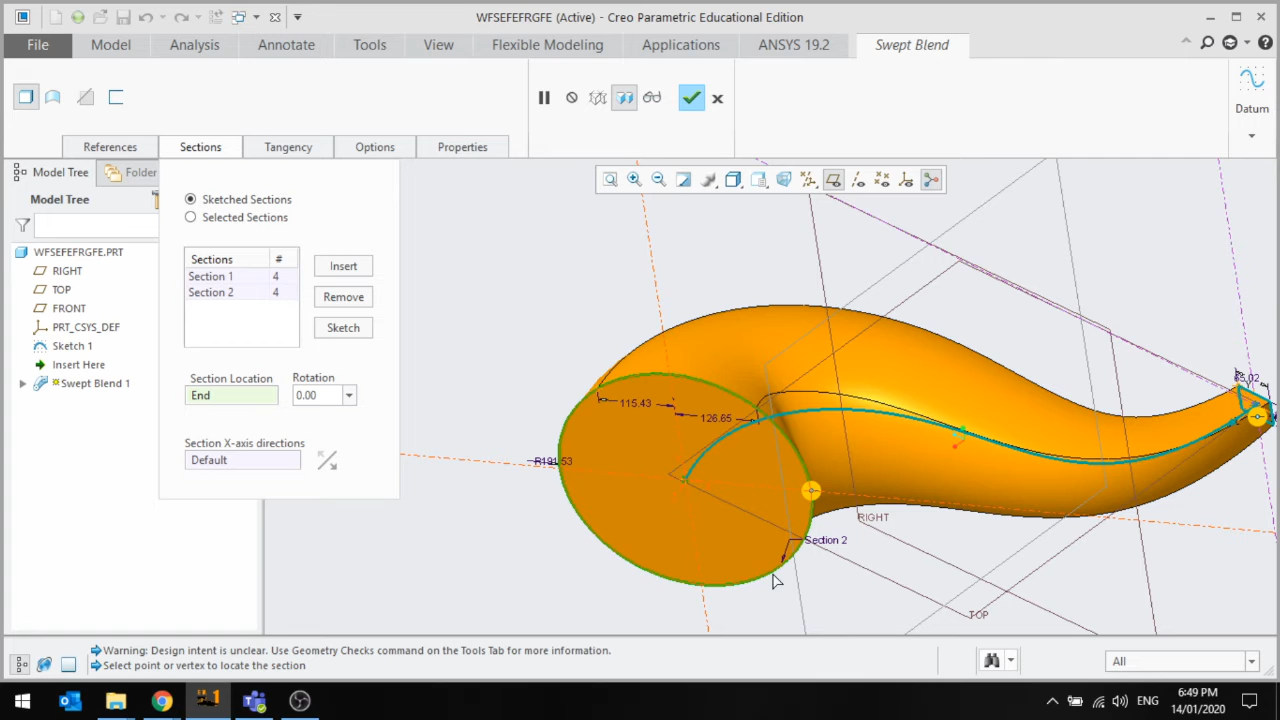 WFSEFEFRGFE (Active) - Creo Parametric Educational Edition
File Model Analysis Annotate Tools View Flexible Modeling Applications ANSYS 19.2 Swept Blend
Datum
References Sections Tangency Options Properties
Model Tree Folder
Model Tree
WFSEFEFRGFE.PRT
RIGHT
TOP
FRONT
PRT_CSYS_DEF
Sketch 1
Insert Here
Swept Blend 1
Sketched Sections
Selected Sections
Sections #
Section 1 4
Section 2 4
Insert
Remove
Sketch
Section Location Rotation
End 0.00
Section X-axis directions
Default
115.43
126.65
R191.53
RIGHT
Section 2
TOP
Warning: Design intent is unclear. Use Geometry Checks command on the Tools Tab for more information.
Select point or vertex to locate the section
All
ENG
6:49 PM
14/01/2020